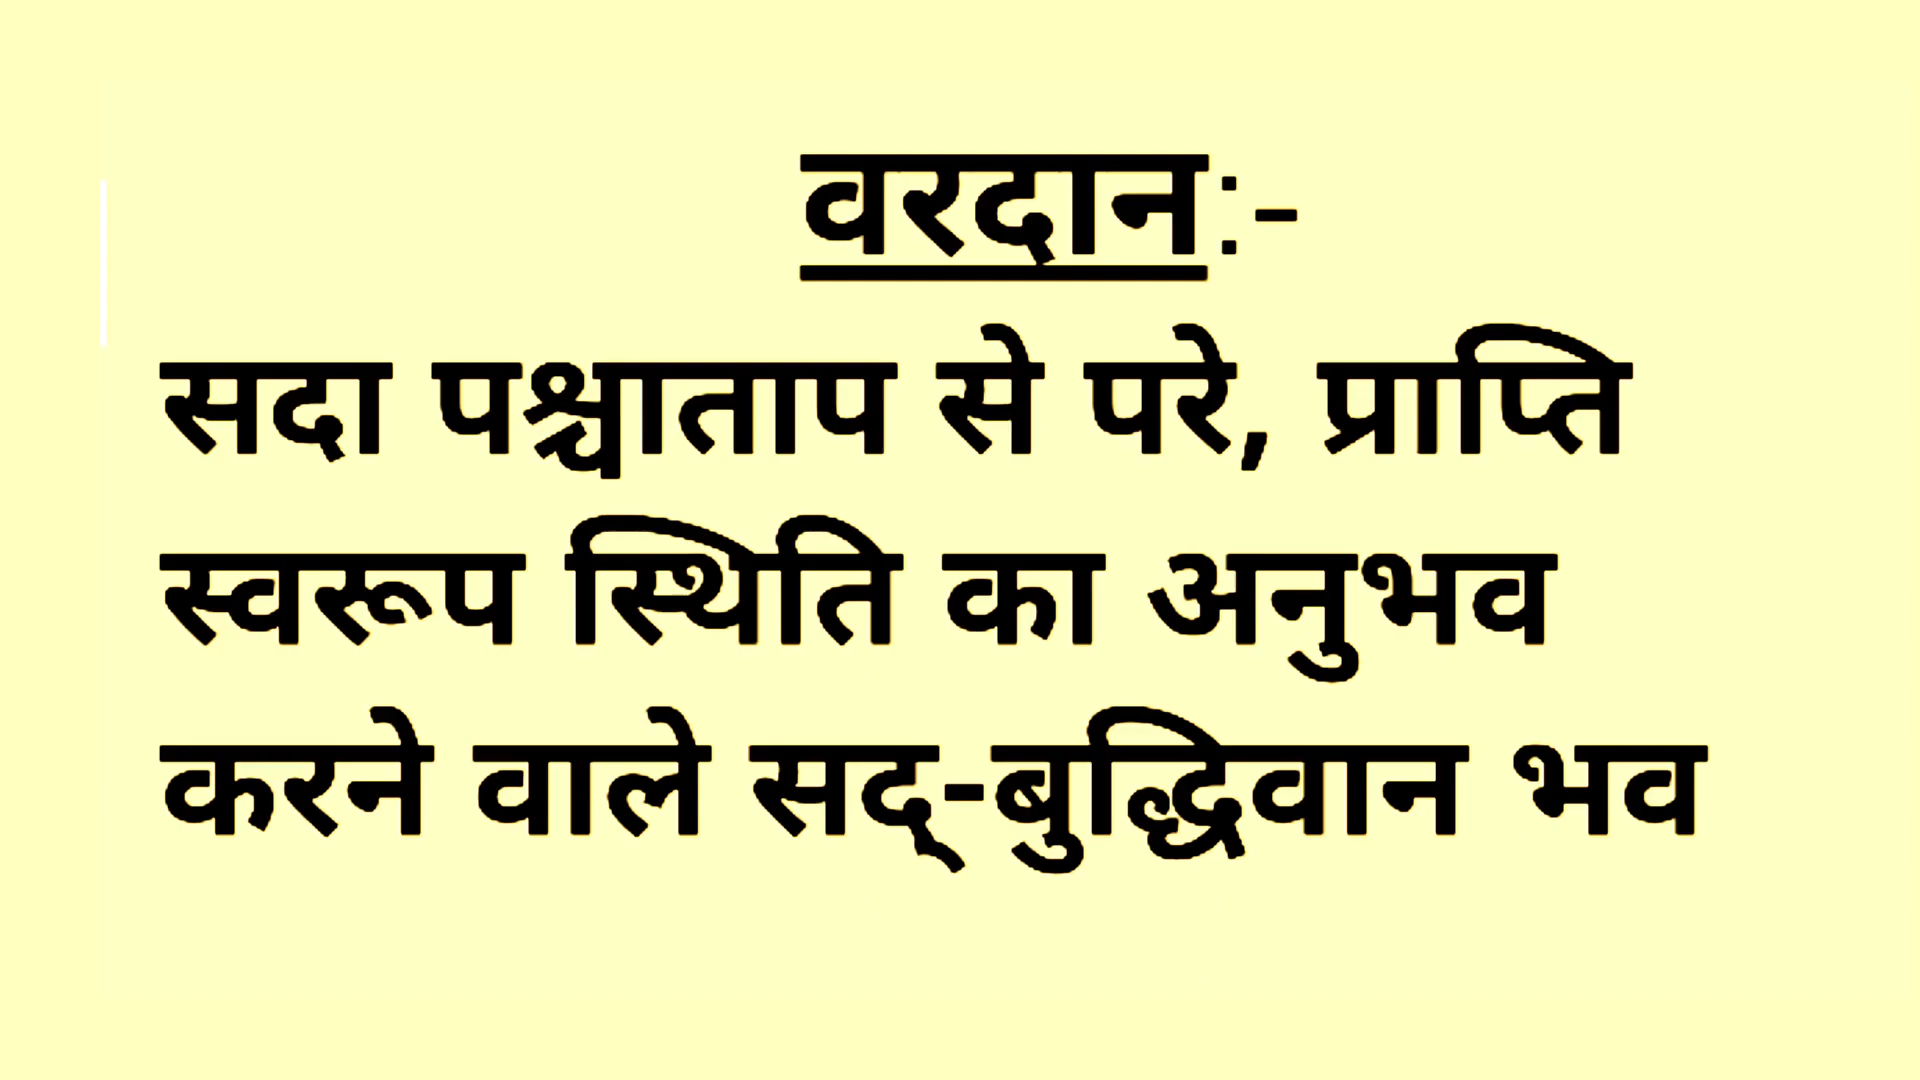 वरदान:-
सदा पश्चाताप से परे, प्राप्ति
स्वरूप स्थिति का अनुभव
करने वाले सद्-बुद्धिवान भव